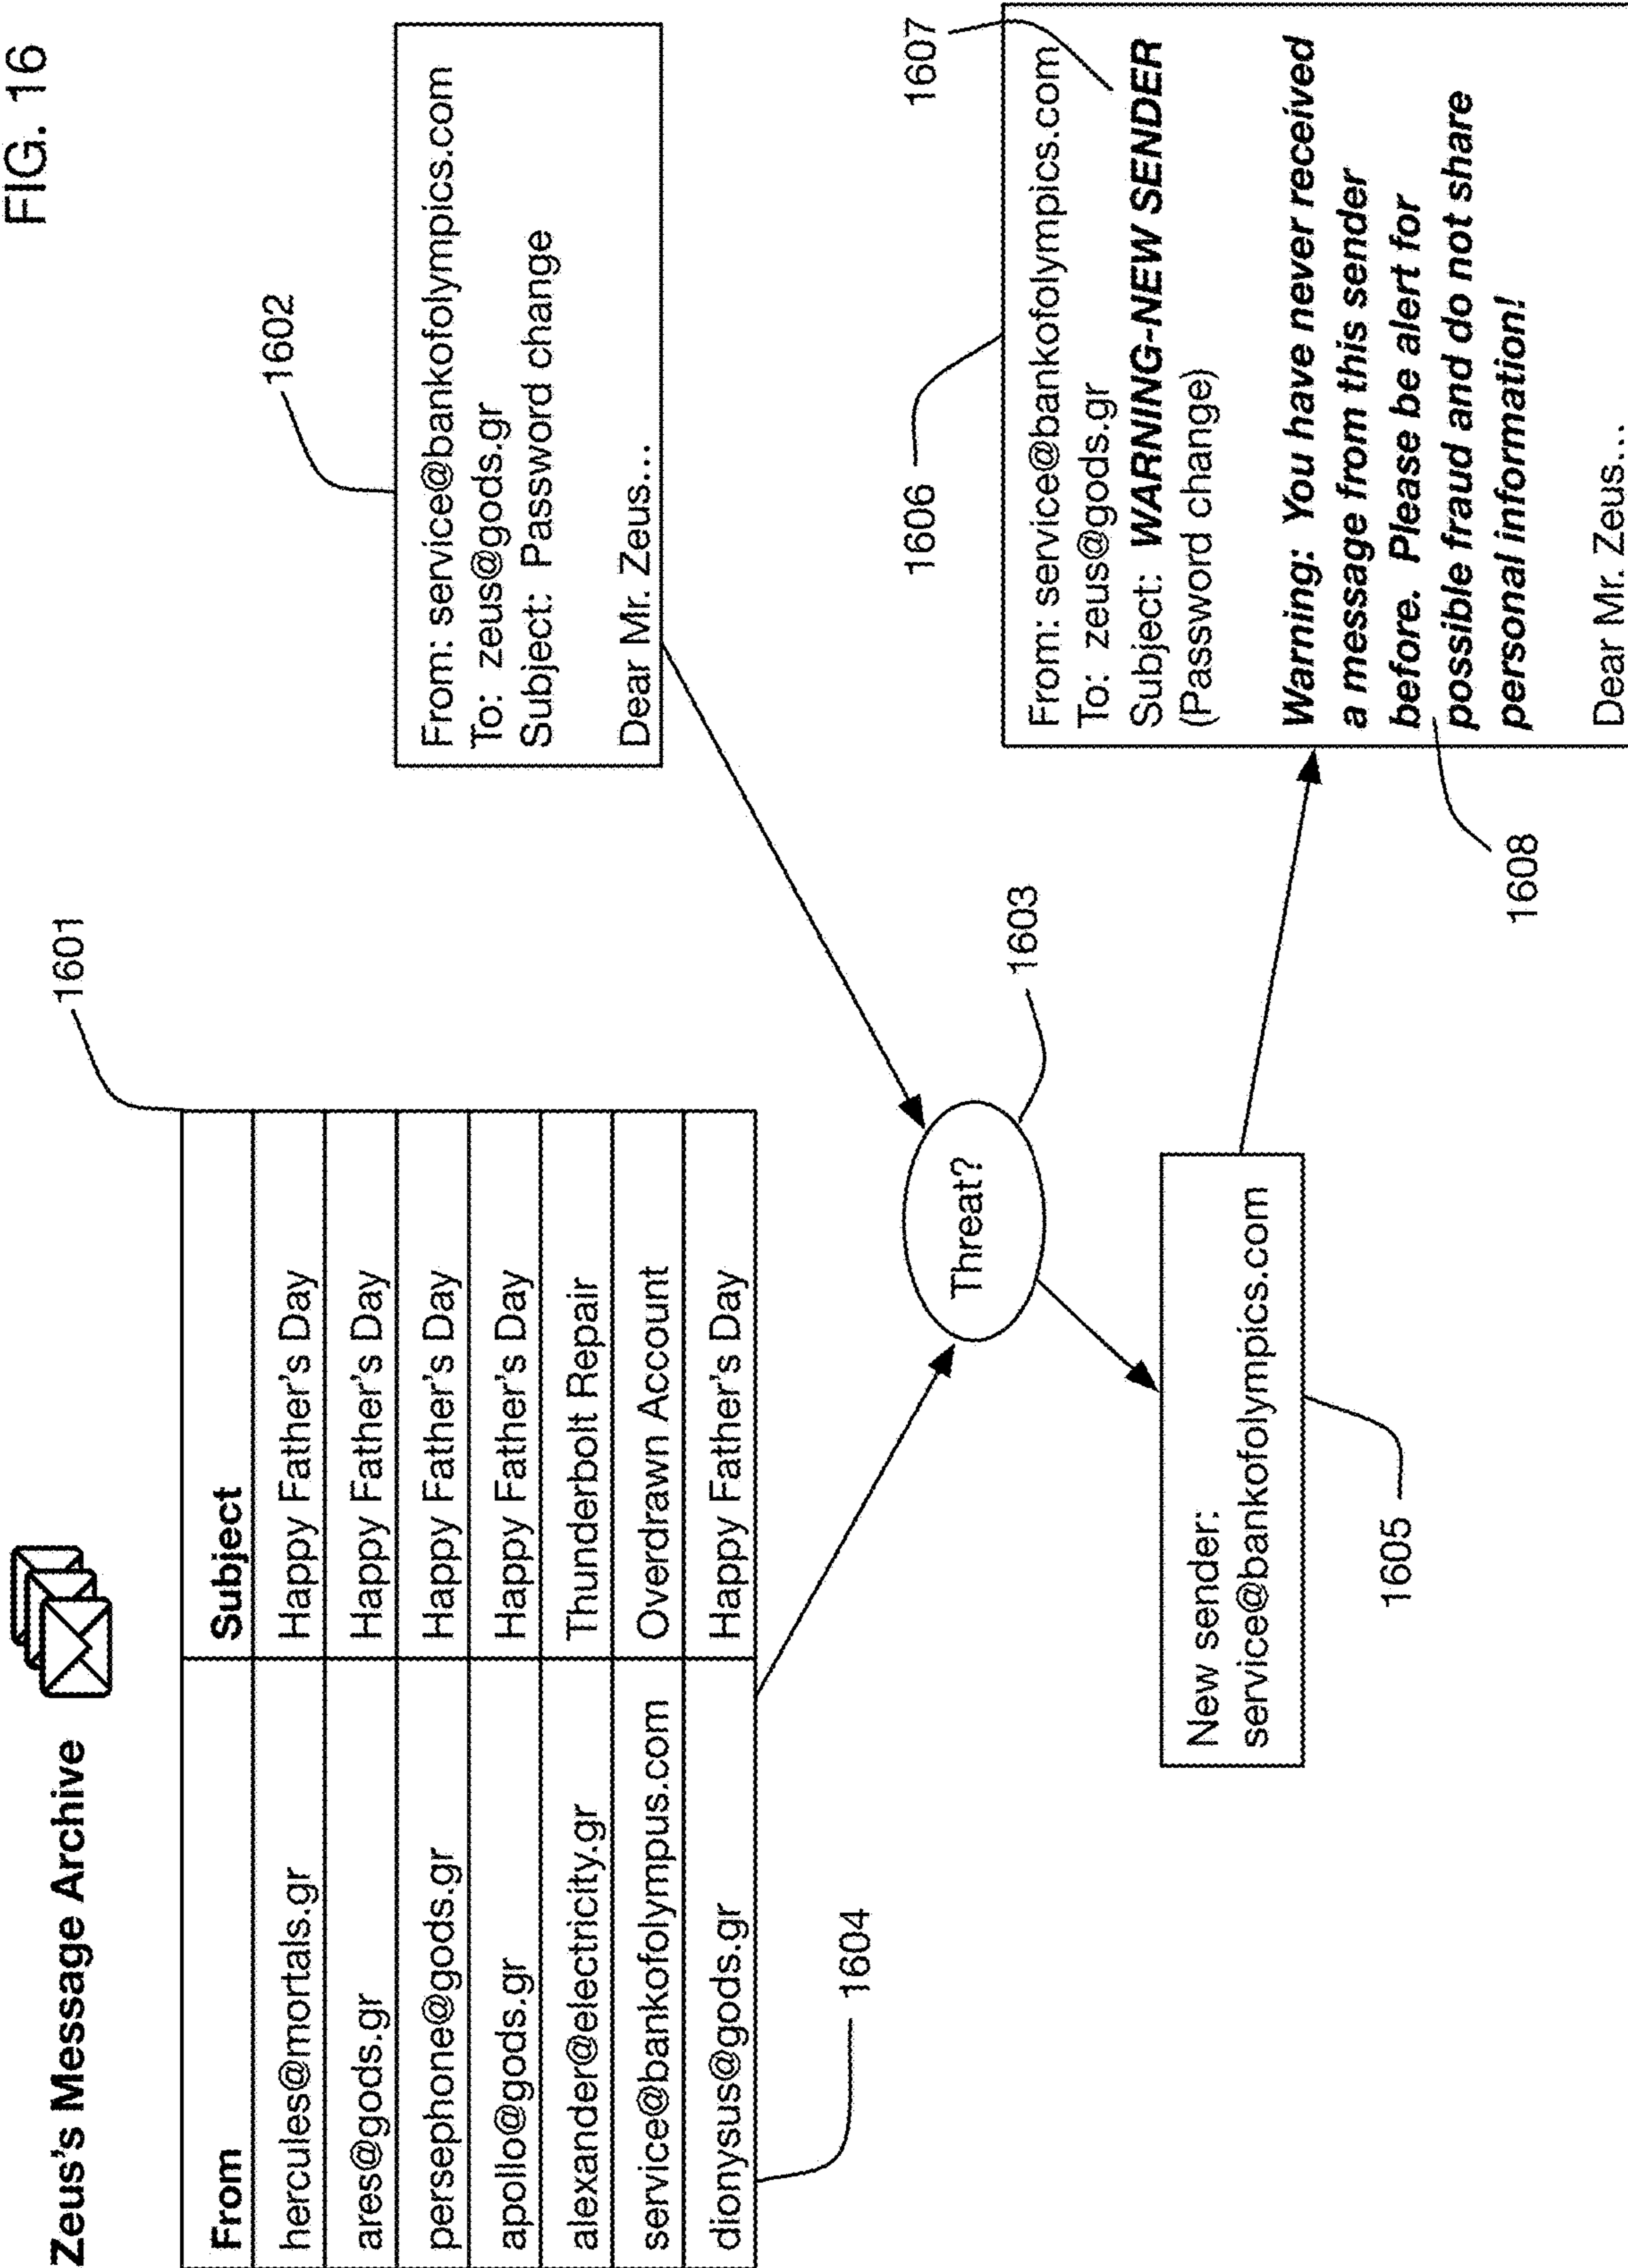 FIG. 16
Zeus's Message Archive
1601
From Subject
hercules@mortals.gr Happy Father's Day
ares@gods.gr Happy Father's Day
persephone@gods.gr Happy Father's Day
apollo@gods.gr Happy Father's Day
alexander@electricity.gr Thunderbolt Repair
service@bankofolympus.com Overdrawn Account
dionysus@gods.gr Happy Father's Day
1604
1602
From: service@bankofolympics.com
To: zeus@gods.gr
Subject: Password change
Dear Mr. Zeus...
Threat?
1603
New sender:
service@bankofolympics.com
1605
1606
1607
From: service@bankofolympics.com
To: zeus@gods.gr
Subject: WARNING-NEW SENDER
(Password change)
Warning: You have never received
a message from this sender
before. Please be alert for
possible fraud and do not share
personal information!
Dear Mr. Zeus...
1608